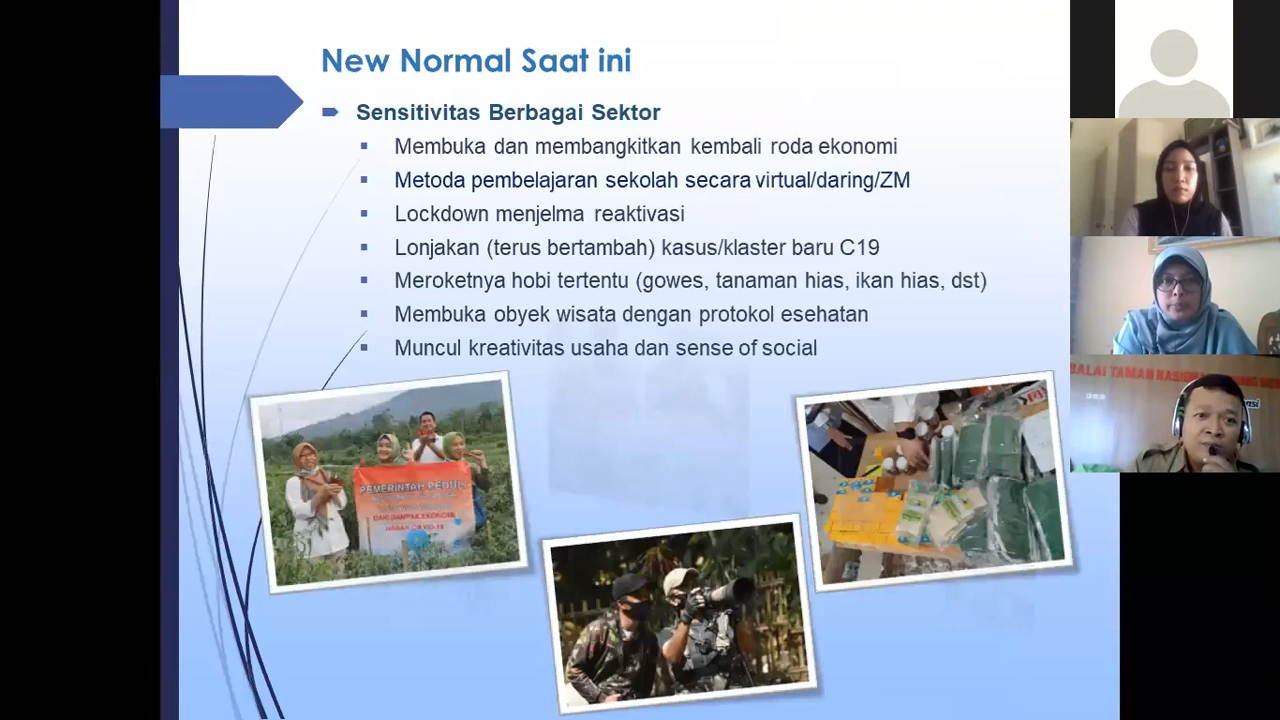 New Normal Saat ini
Sensitivitas Berbagai Sektor
Membuka dan membangkitkan kembali roda ekonomi
Metoda pembelajaran sekolah secara virtual/daring/ZM
Lockdown menjelma reaktivasi
Lonjakan (terus bertambah) kasus/klaster baru C19
Meroketnya hobi tertentu (gowes, tanaman hias, ikan hias, dst)
Membuka obyek wisata dengan protokol esehatan
Muncul kreativitas usaha dan sense of social
BALAI TAMAN NASIONAL
PEMERINTAH PEDULI
DARI DAMPAK EKONOMI